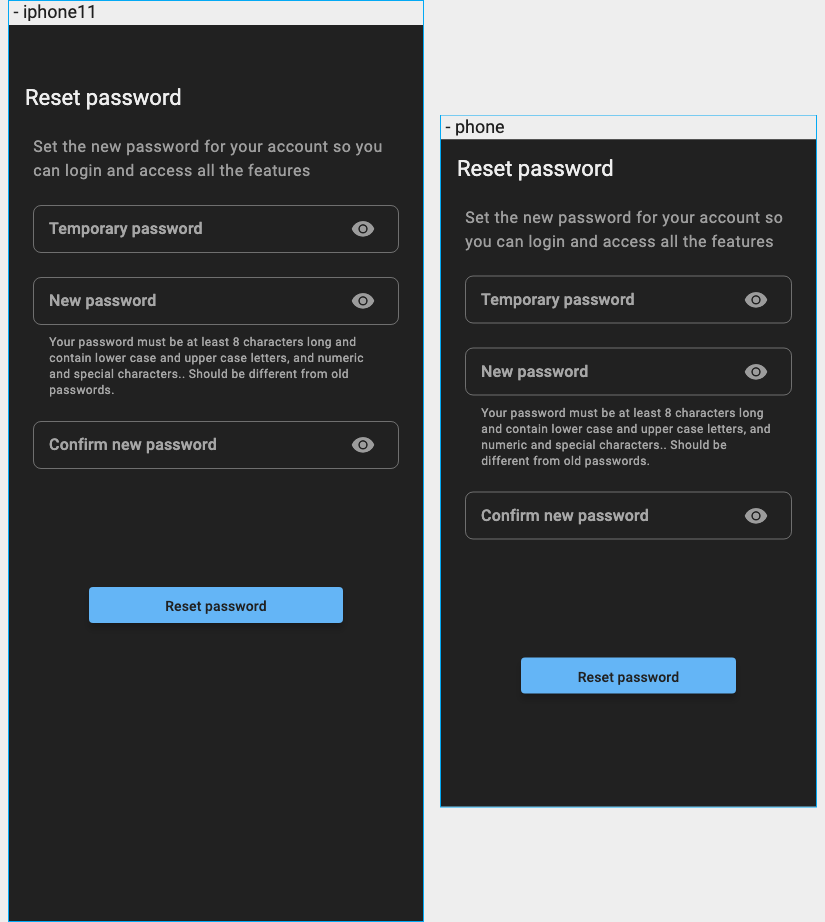 - iphone11
Reset password
Set the new password for your account so you
can login and access all the features
Temporary password
New password
Your password must be at least 8 characters long and
contain lower case and upper case letters, and numeric
and special characters.. Should be different from old
passwords.
Confirm new password
Reset password
- phone
Reset password
Set the new password for your account so
you can login and access all the features
Temporary password
New password
Your password must be at least 8 characters long
and contain lower case and upper case letters, and
numeric and special characters.. Should be
different from old passwords.
Confirm new password
Reset password